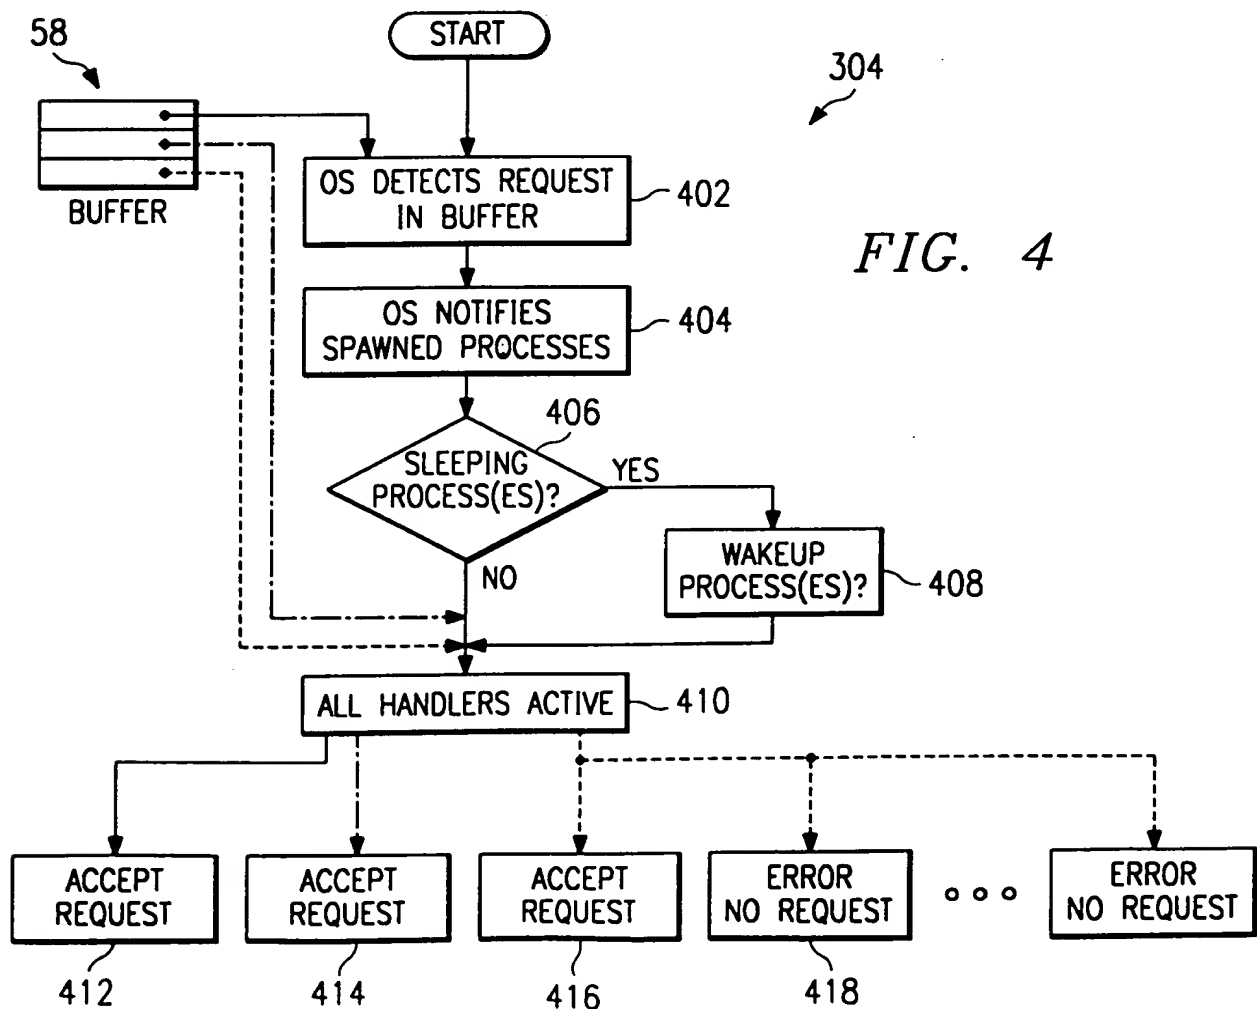 58
START
304
OS DETECTS REQUEST
IN BUFFER
402
BUFFER
FIG. 4
OS NOTIFIES
SPAWNED PROCESSES
404
406
SLEEPING
PROCESS(ES)?
YES
NO
WAKEUP
PROCESS(ES)?
408
ALL HANDLERS ACTIVE
410
ACCEPT
REQUEST
ACCEPT
REQUEST
ACCEPT
REQUEST
ERROR
NO REQUEST
ERROR
NO REQUEST
412
414
416
418